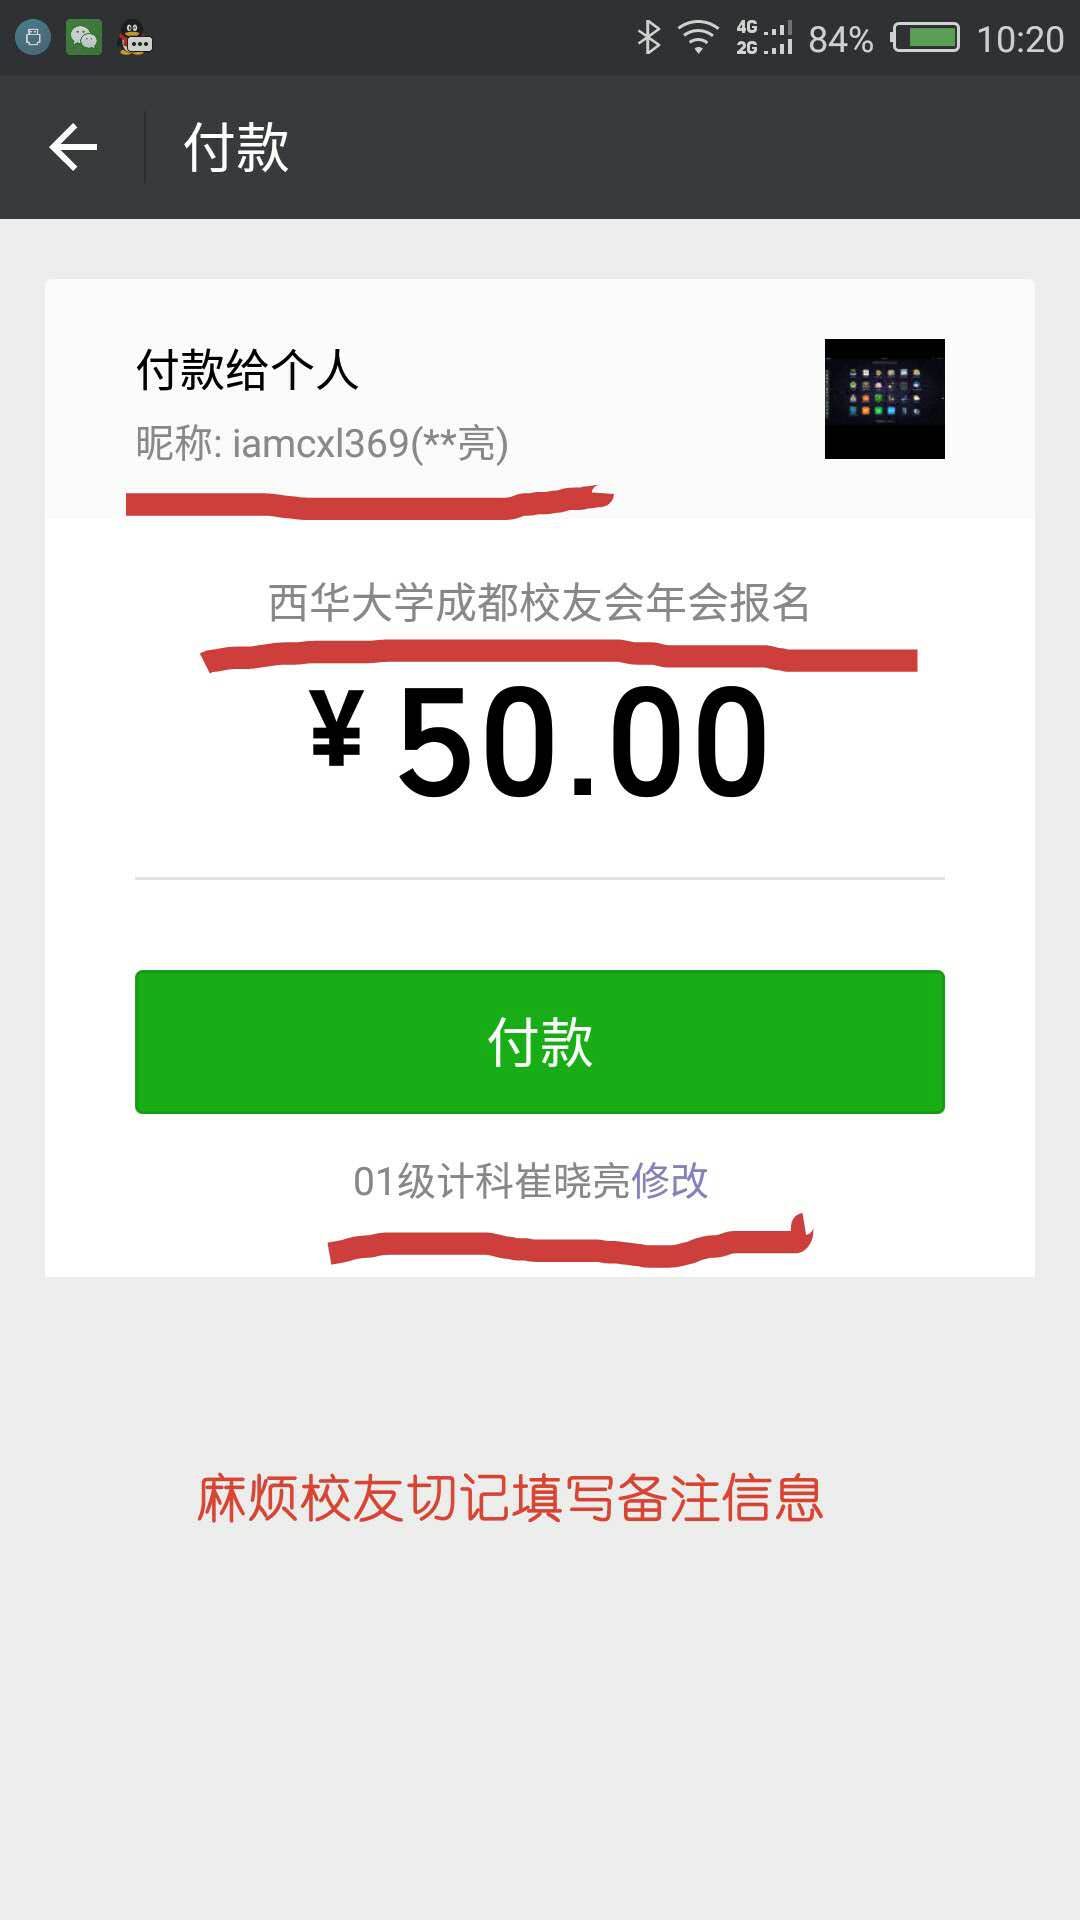 4G
2G
84%
10:20
付款
付款给个人
昵称: iamcxl369(**亮)
西华大学成都校友会年会报名
¥50.00
付款
01级计科崔晓亮修改
麻烦校友切记填写备注信息